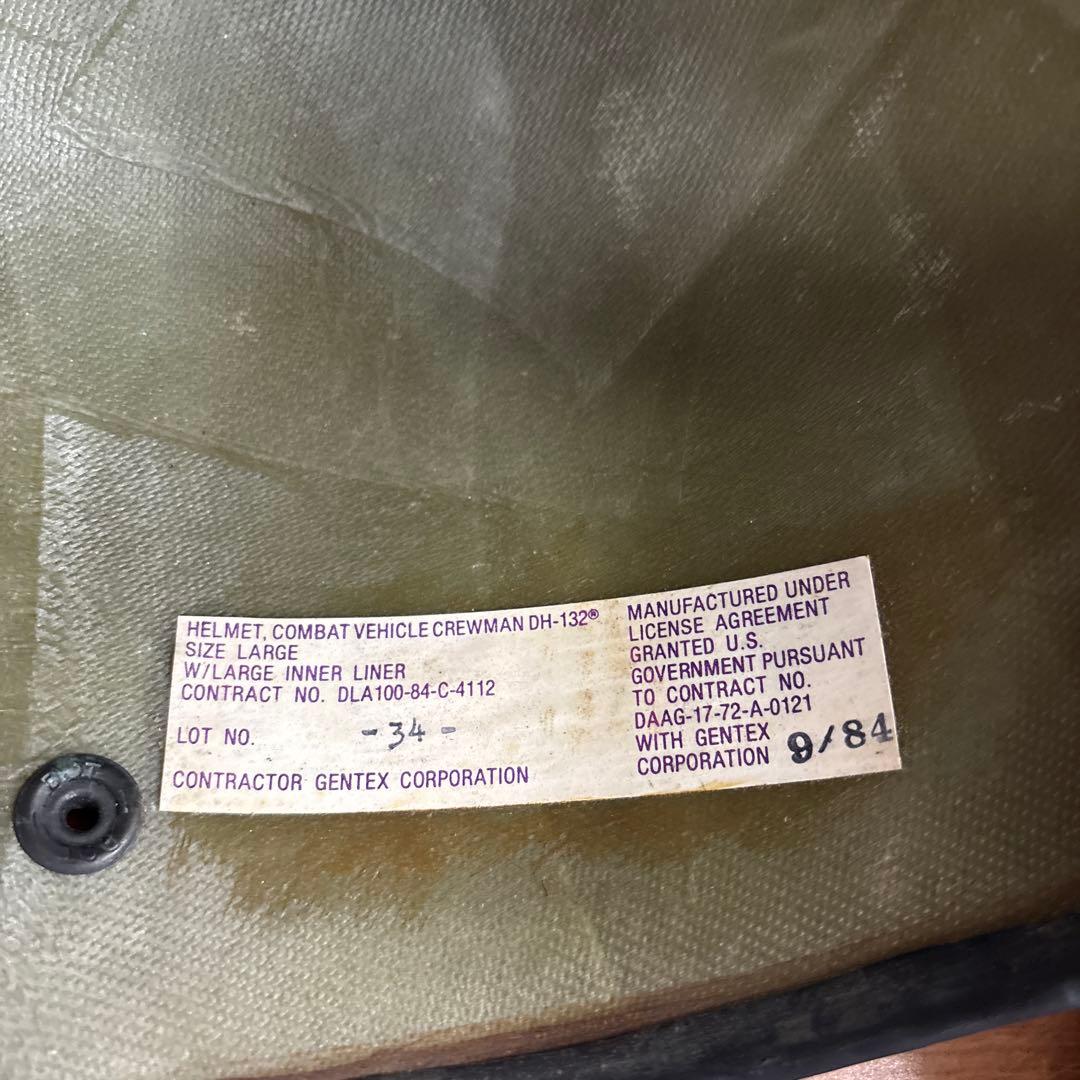 HELMET, COMBAT VEHICLE CREWMAN DH-132®
SIZE LARGE
W/LARGE INNER LINER
CONTRACT NO. DLA100-84-C-4112
LOT NO. -34-
CONTRACTOR GENTEX CORPORATION
MANUFACTURED UNDER
LICENSE AGREEMENT
GRANTED U.S.
GOVERNMENT PURSUANT
TO CONTRACT NO.
DAAG-17-72-A-0121
WITH GENTEX
CORPORATION 9/84